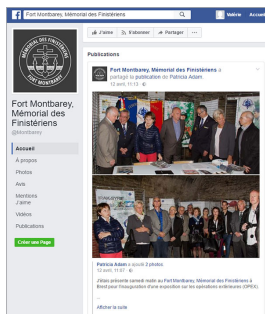 Fort Montbarey, Mémorial des Finistériens
Valérie Accueil
MÉMORIAL DES FINISTÉRIENS
FORT MONTBAREY
Fort Montbarey,
Mémorial des
Finistériens
@Montbarey
Accueil
À propos
Photos
Avis
Mentions
J'aime
Vidéos
Publications
Créer une Page
J'aime S'abonner Partager ...
Publications
Fort Montbarey, Mémorial des Finistériens a
partagé la publication de Patricia Adam.
12 avril, 11:13
Patricia Adam a ajouté 2 photos
12 avril, 11:07
J'étais présente samedi matin au Fort Montbarey, Mémorial des Finistériens à
Brest pour l'inauguration d'une exposition sur les opérations extérieures (OPEX).
...
Afficher la suite